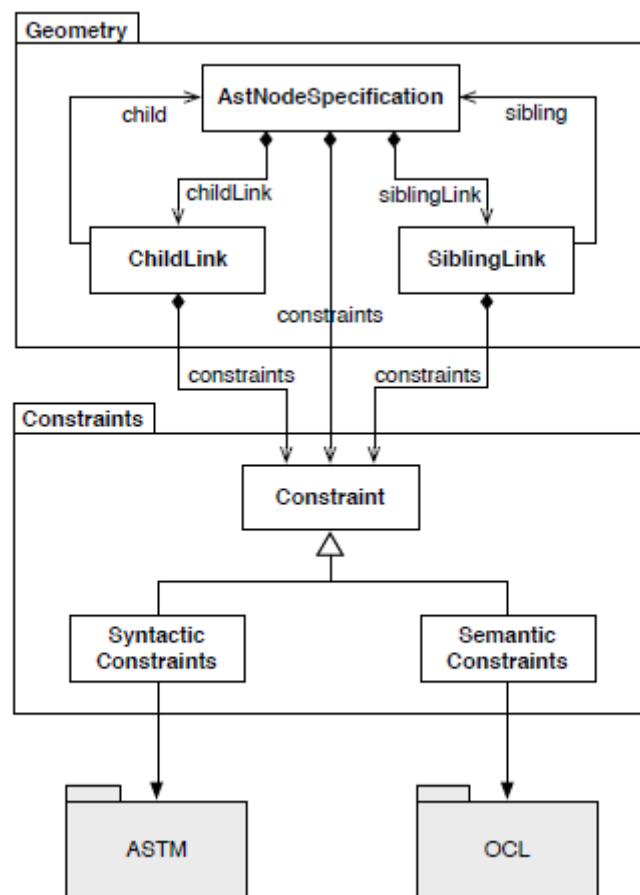 Geometry
AstNodeSpecification
child
sibling
childLink
siblingLink
ChildLink
SiblingLink
constraints
constraints
constraints
Constraints
Constraint
Syntactic
Constraints
Semantic
Constraints
ASTM
OCL